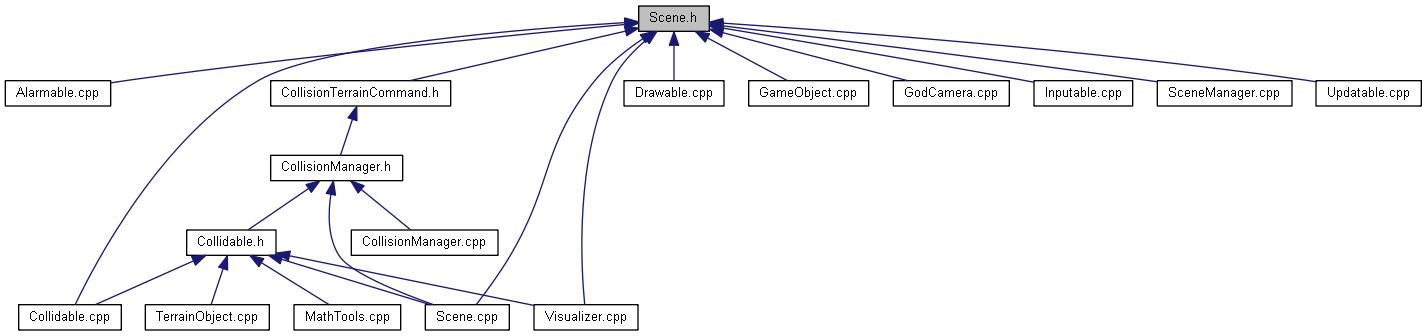 Scene.h
Alarmable.cpp
CollisionTerrainCommand.h
Drawable.cpp
GameObject.cpp
GodCamera.cpp
Inputable.cpp
SceneManager.cpp
Updatable.cpp
CollisionManager.h
Collidable.h
CollisionManager.cpp
Collidable.cpp
TerrainObject.cpp
MathTools.cpp
Scene.cpp
Visualizer.cpp